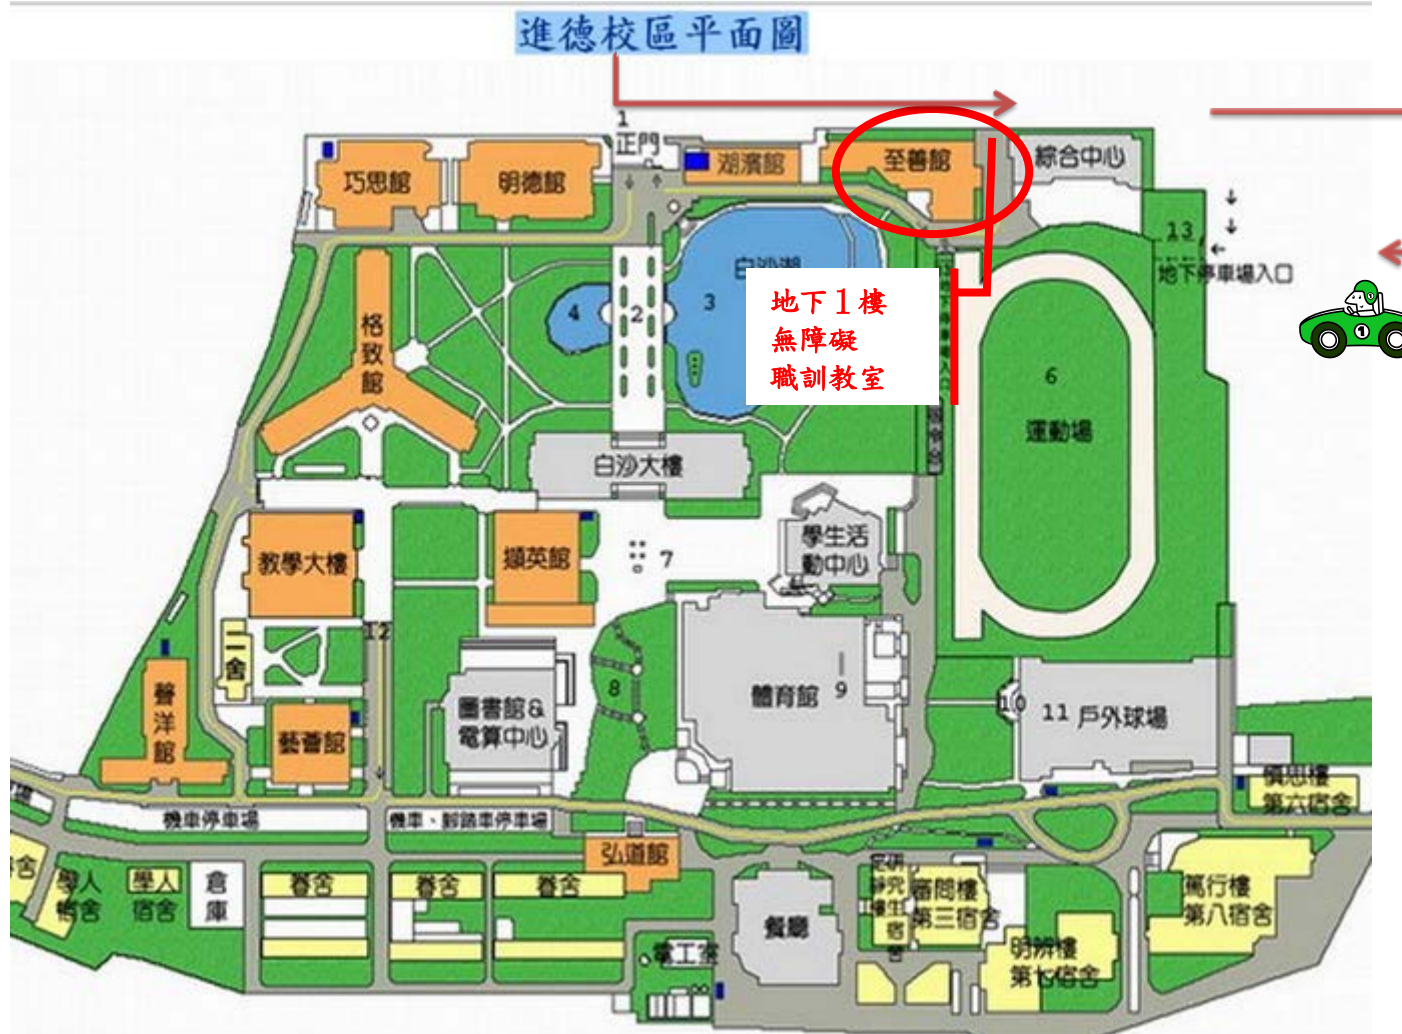 進德校區平面圖
1
正門
巧思館
明德館
湖濱館
至善館
綜合中心
13
地下停車場入口
白沙湖
3
4
2
格致館
地下1樓
無障礙
職訓教室
6
運動場
1
白沙大樓
教學大樓
擷英館
7
學生活
動中心
12
二舍
8
體育館
9
聲洋館
藝薈館
圖書館&
電算中心
10
11
戶外球場
慎思樓
第六宿舍
機車停車場
機車、腳踏車停車場
弘道館
學人
宿舍
學人
宿舍
倉庫
眷舍
眷舍
眷舍
餐廳
電工室
審問樓
第三宿舍
明辨樓
第七宿舍
篤行樓
第八宿舍